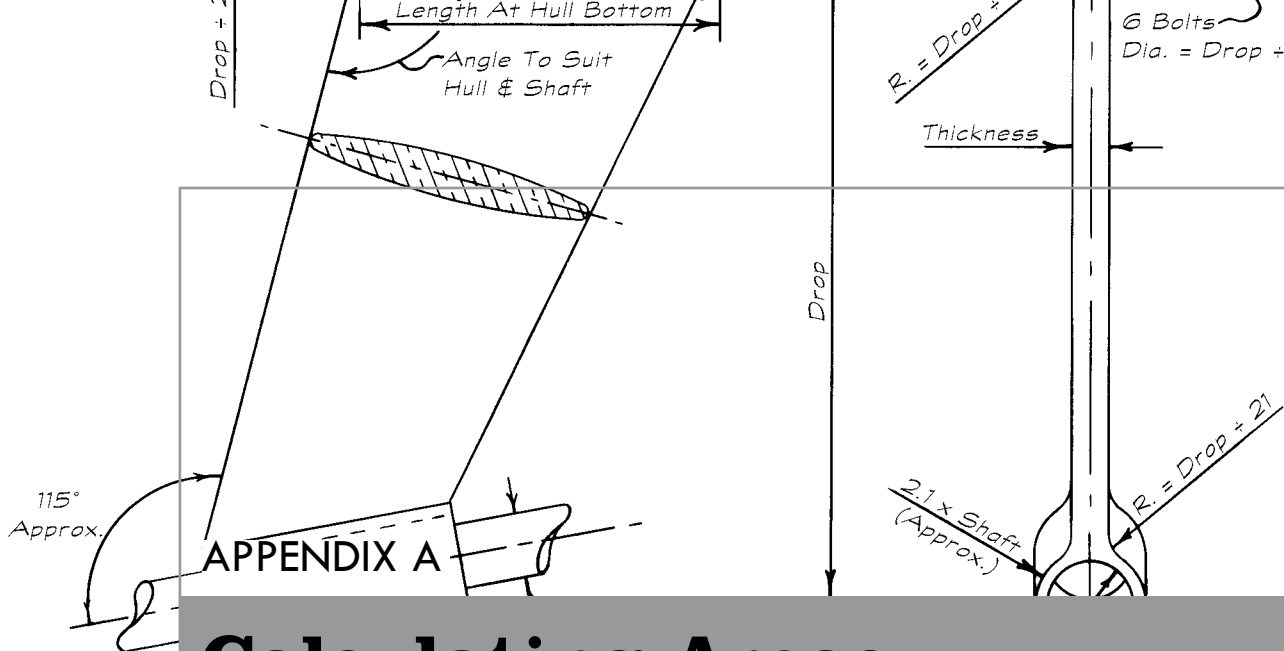 Drop ÷ 2
Length At Hull Bottom
Angle To Suit
Hull & Shaft
R. = Drop ÷
6 Bolts
Dia. = Drop ÷
Thickness
Drop
115°
Approx.
2.1 x Shaft
(Approx.)
R. = Drop ÷ 21
APPENDIX A
Calculating Areas